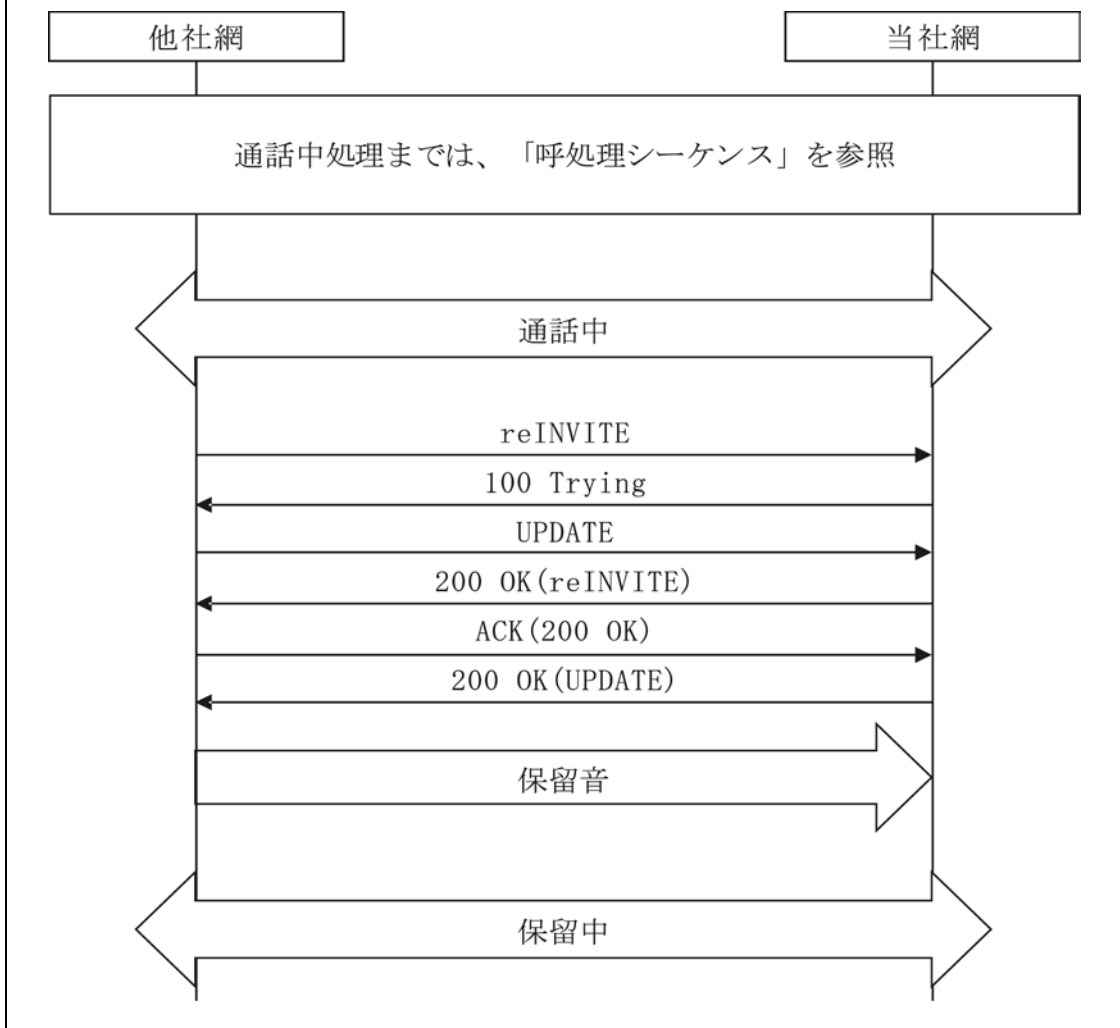 他社網
当社網
通話中処理までは、「呼処理シーケンス」を参照
通話中
reINVITE
100 Trying
UPDATE
200 OK(reINVITE)
ACK(200 OK)
200 OK(UPDATE)
保留音
保留中